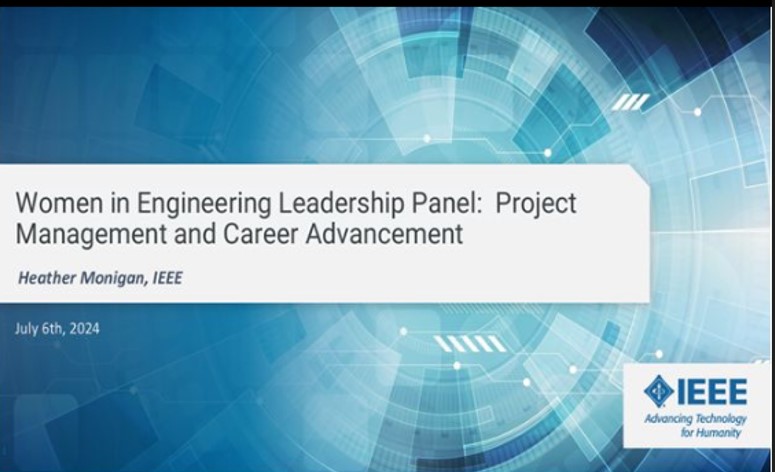 Women in Engineering Leadership Panel:  Project
Management and Career Advancement
Heather Monigan, IEEE
July 6th, 2024
IEEE
Advancing Technology
for Humanity